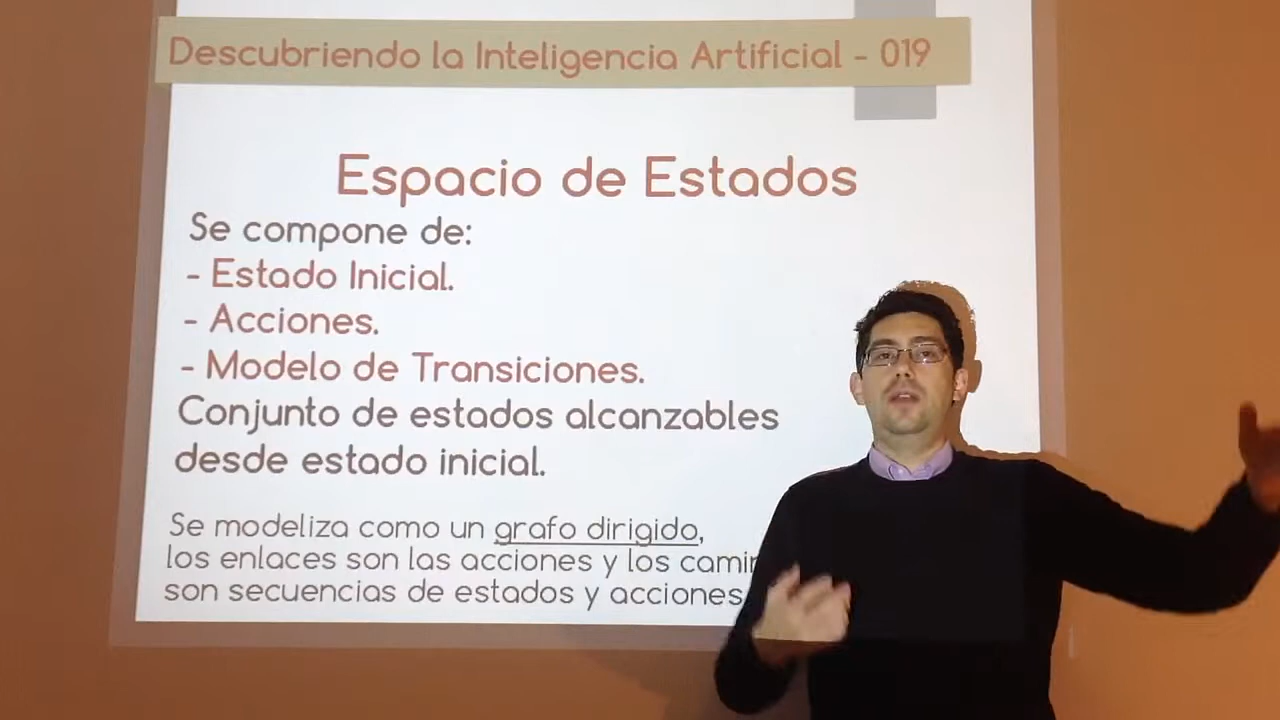 Descubriendo la Inteligencia Artificial - 019
Espacio de Estados
Se compone de:
- Estado Inicial.
- Acciones.
- Modelo de Transiciones.
Conjunto de estados alcanzables
desde estado inicial.
Se modeliza como un grafo dirigido,
los enlaces son las acciones y los
son secuencias de estados y acciones